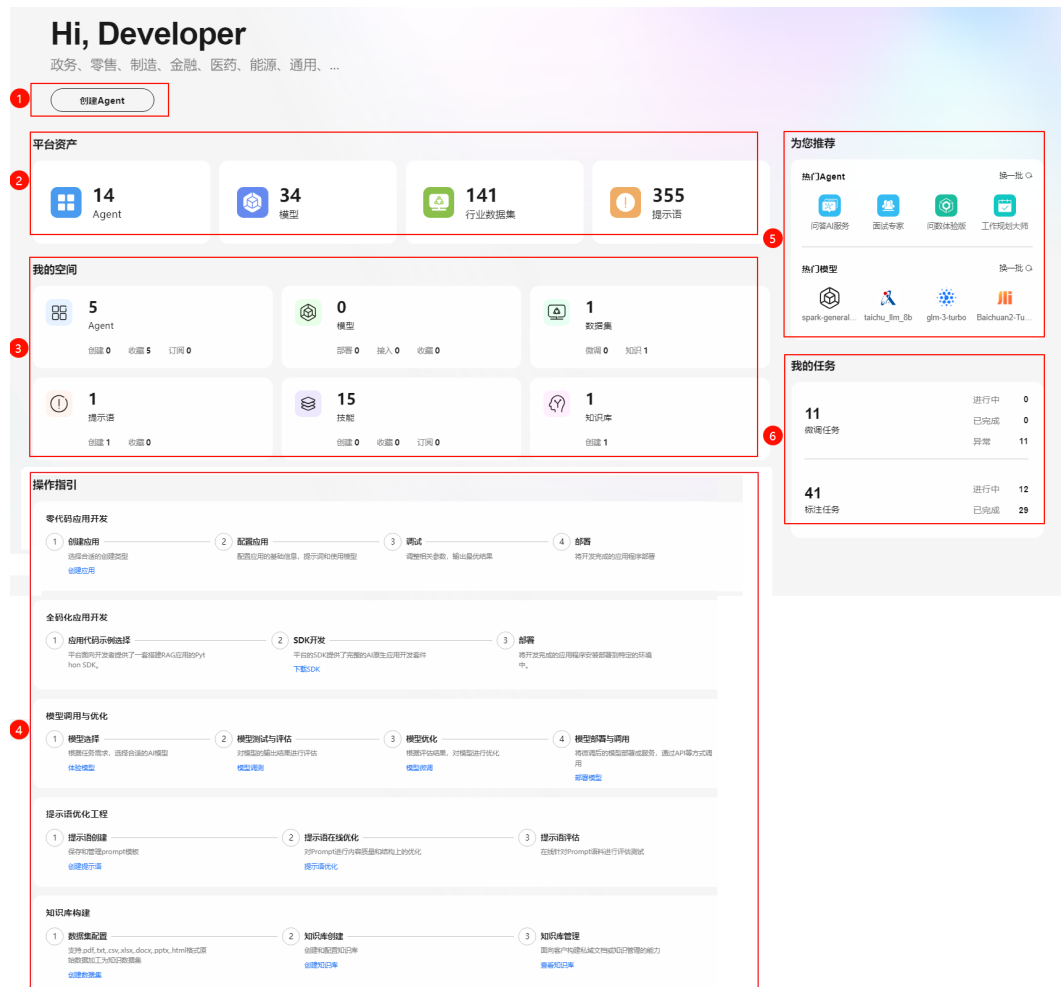 Hi, Developer
政务、零售、制造、金融、医药、能源、通用、...
1
创建Agent
平台资产
2
14
Agent
34
模型
141
行业数据集
355
提示语
我的空间
3
5
Agent
创建 0 收藏 5 订阅 0
0
模型
部署 0 接入 0 收藏 0
1
数据集
微调 0 知识 1
1
提示语
创建 1 收藏 0
15
技能
创建 0 收藏 0 订阅 0
1
知识库
创建 1
为您推荐
5
热门Agent 换一批
问答AI服务 面试专家 问数体验版 工作规划大师
热门模型 换一批
spark-general... taichu_llm_8b glm-3-turbo Baichuan2-Tu...
我的任务
6
11
微调任务
进行中 0
已完成 0
异常 11
41
标注任务
进行中 12
已完成 29
操作指引
4
零代码应用开发
1 创建应用
选择合适的创建类型
创建应用
2 配置应用
配置应用的基础信息、提示词和使用模型
3 调试
调整相关参数，输出最优结果
4 部署
将开发完成的应用程序部署
全码化应用开发
1 应用代码示例选择
平台面向开发者提供了一套搭建RAG应用的Pyt
hon SDK。
2 SDK开发
平台的SDK提供了完整的AI原生应用开发套件
下载SDK
3 部署
将开发完成的应用程序安装部署到特定的环境
中。
模型调用与优化
1 模型选择
根据任务需求，选择合适的AI模型
体验模型
2 模型测试与评估
对模型的输出结果进行评估
模型调测
3 模型优化
根据评估结果，对模型进行优化
模型微调
4 模型部署与调用
将微调后的模型部署成服务，通过API等方式调
用
部署模型
提示语优化工程
1 提示语创建
保存和管理prompt模板
创建提示语
2 提示语在线优化
对Prompt进行内容质量和结构上的优化
提示语优化
3 提示语评估
在线针对Prompt语料进行评估测试
知识库构建
1 数据集配置
支持.pdf,.txt,.csv,.xlsx,.docx,.pptx,.html格式原
始数据加工为知识数据集
创建数据集
2 知识库创建
创建和配置知识库
创建知识库
3 知识库管理
面向客户构建私域文档或知识管理的能力
查看知识库